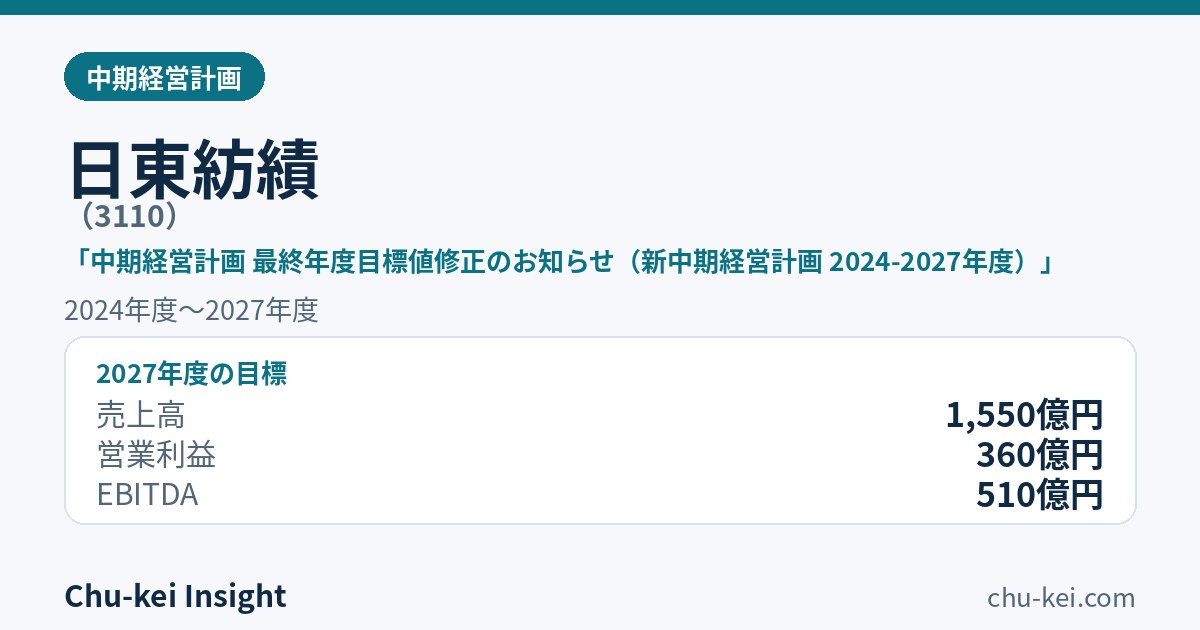 中期経営計画
日東紡績
（3110）
「中期経営計画 最終年度目標値修正のお知らせ（新中期経営計画 2024-2027年度）」
2024年度〜2027年度
2027年度の目標
売上高 1,550億円
営業利益 360億円
EBITDA 510億円
Chu-kei Insight chu-kei.com